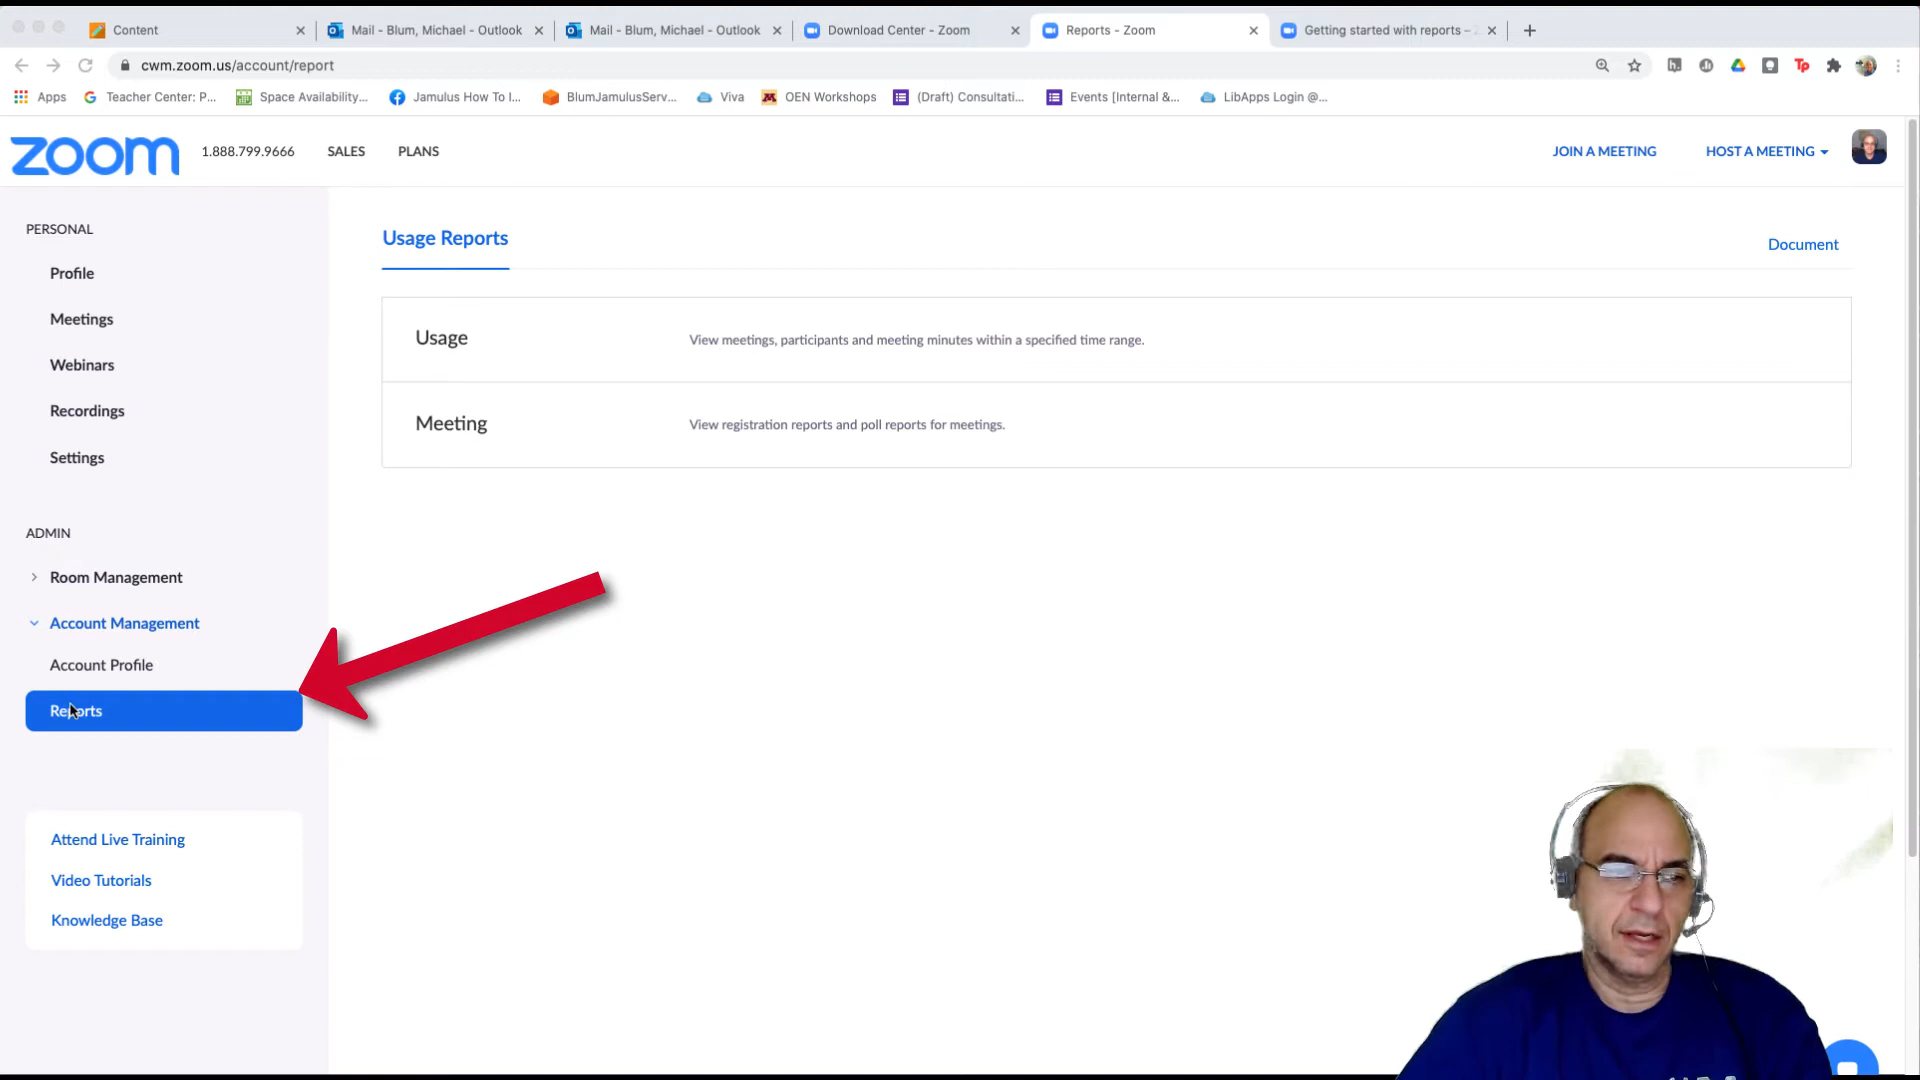 Content
Mail - Blum, Michael - Outlook
Mail - Blum, Michael - Outlook
Download Center - Zoom
Reports - Zoom
Getting started with reports -
cwm.zoom.us/account/report
Apps
Teacher Center: P...
Space Availability...
Jamulus How To I...
BlumJamulusServ...
Viva
OEN Workshops
(Draft) Consultati...
Events [Internal &...
LibApps Login @...
zoom
1.888.799.9666
SALES
PLANS
JOIN A MEETING
HOST A MEETING
PERSONAL
Profile
Meetings
Webinars
Recordings
Settings
ADMIN
Room Management
Account Management
Account Profile
Reports
Attend Live Training
Video Tutorials
Knowledge Base
Usage Reports
Document
Usage
View meetings, participants and meeting minutes within a specified time range.
Meeting
View registration reports and poll reports for meetings.